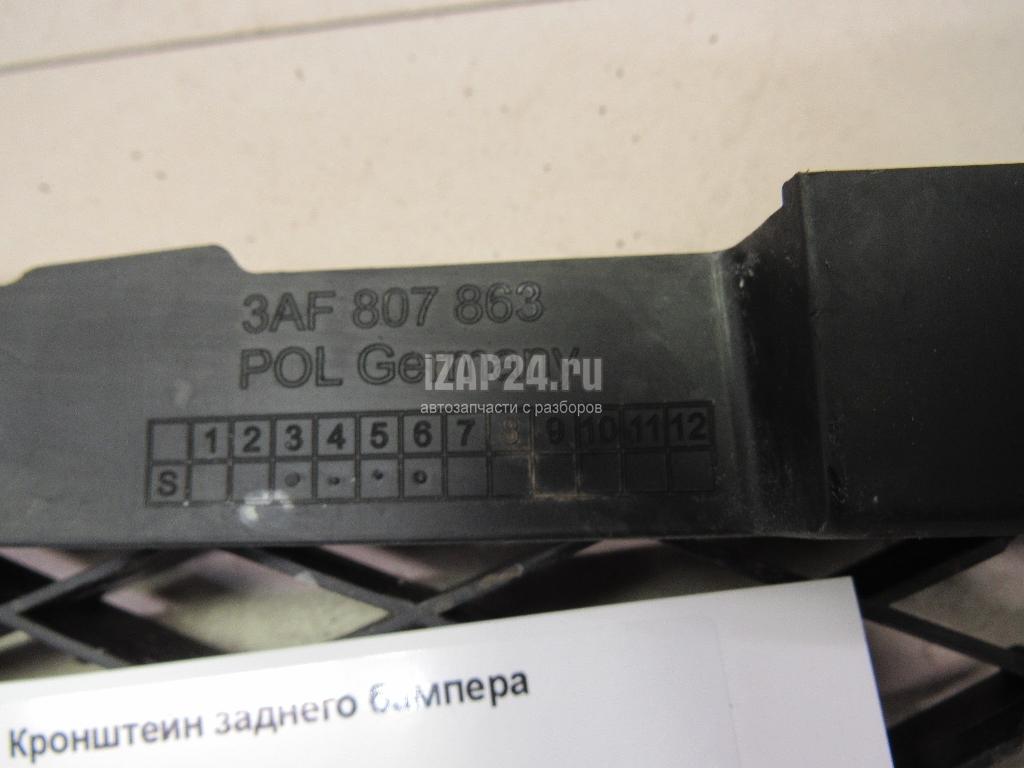 3AF 807 863
POL Germany
iZAP24.ru
автозапчасти с разборов
1 2 3 4 5 6 7 8 9 10 11 12
S
Кронштеин заднего бампера